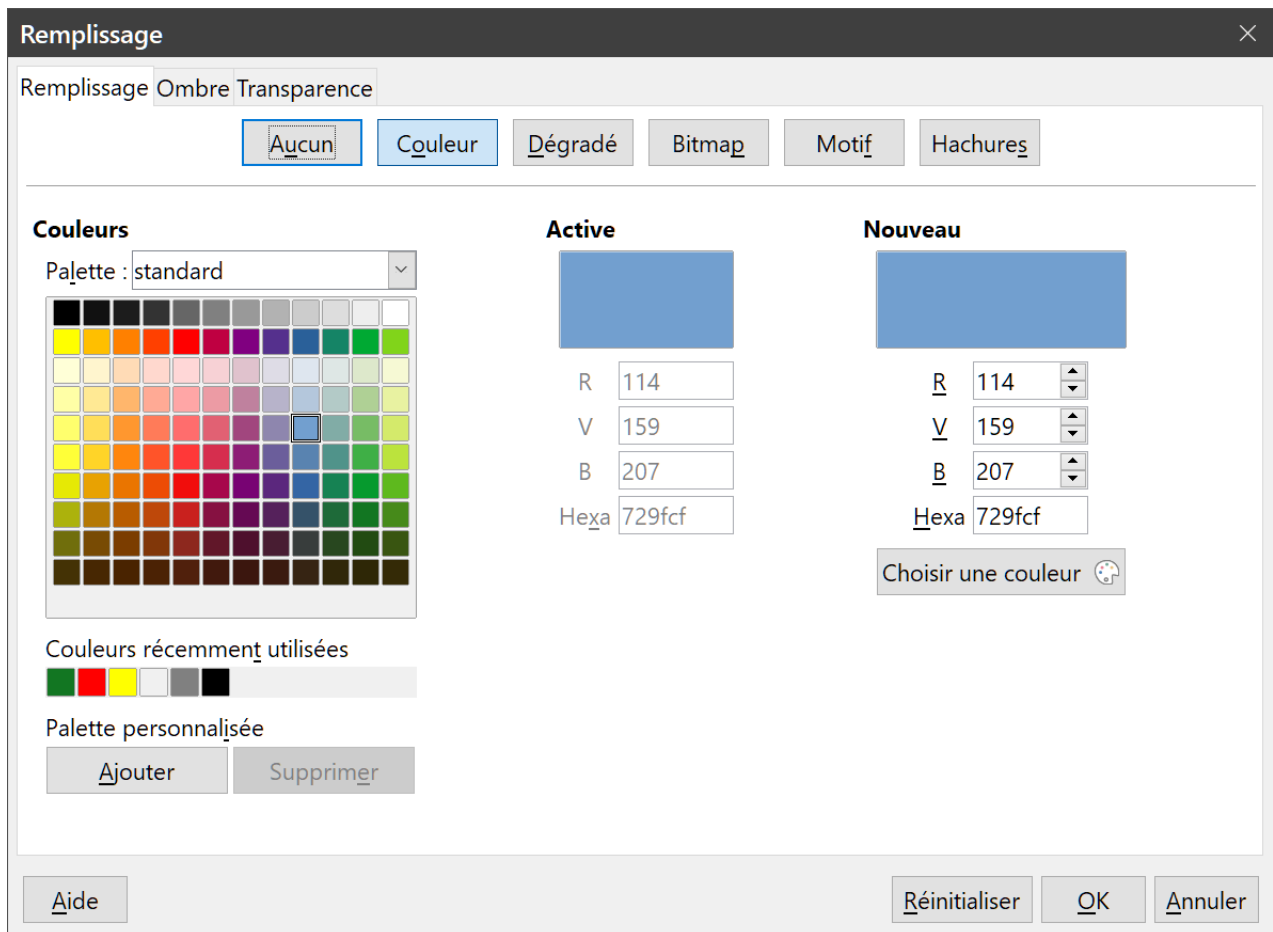 Remplissage
Remplissage Ombre Transparence
Aucun Couleur Dégradé Bitmap Motif Hachures
Couleurs Active Nouveau
Palette : standard
R 114 R 114
V 159 V 159
B 207 B 207
Hexa 729fcf Hexa 729fcf
Choisir une couleur
Couleurs récemment utilisées
Palette personnalisée
Ajouter Supprimer
Aide Réinitialiser OK Annuler